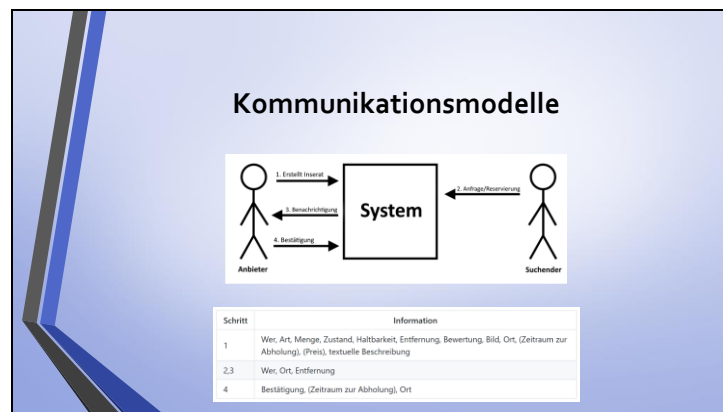 Kommunikationsmodelle
1. Erstellt Inserat
2. Anfrage/Reservierung
3. Benachrichtigung
System
4. Bestätigung
Anbieter
Suchender
Schritt Information
1 Wer, Art, Menge, Zustand, Haltbarkeit, Entfernung, Bewertung, Bild, Ort, (Zeitraum zur
Abholung), (Preis), textuelle Beschreibung
2,3 Wer, Ort, Entfernung
4 Bestätigung, (Zeitraum zur Abholung), Ort